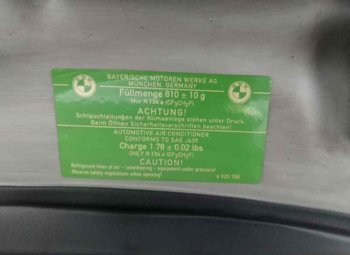 BAYERISCHE MOTOREN WERKE AG
MÜNCHEN, GERMANY
Füllmenge 810 ± 10 g
Nur R 134 a (CF3CH2F)
ACHTUNG!
Schlauchleitungen der Klimaanlage stehen unter Druck
Beim Öffnen Sicherheitsvorschriften beachten!
AUTOMOTIVE AIR CONDITIONER
CONFORMS TO SAE J639
Charge 1.78 ± 0.02 lbs
ONLY R 134 a (CF3CH2F)
CAUTION!
Refrigerant lines of air – conditioning – equipment under pressure!
Observe safety regulations when opening!